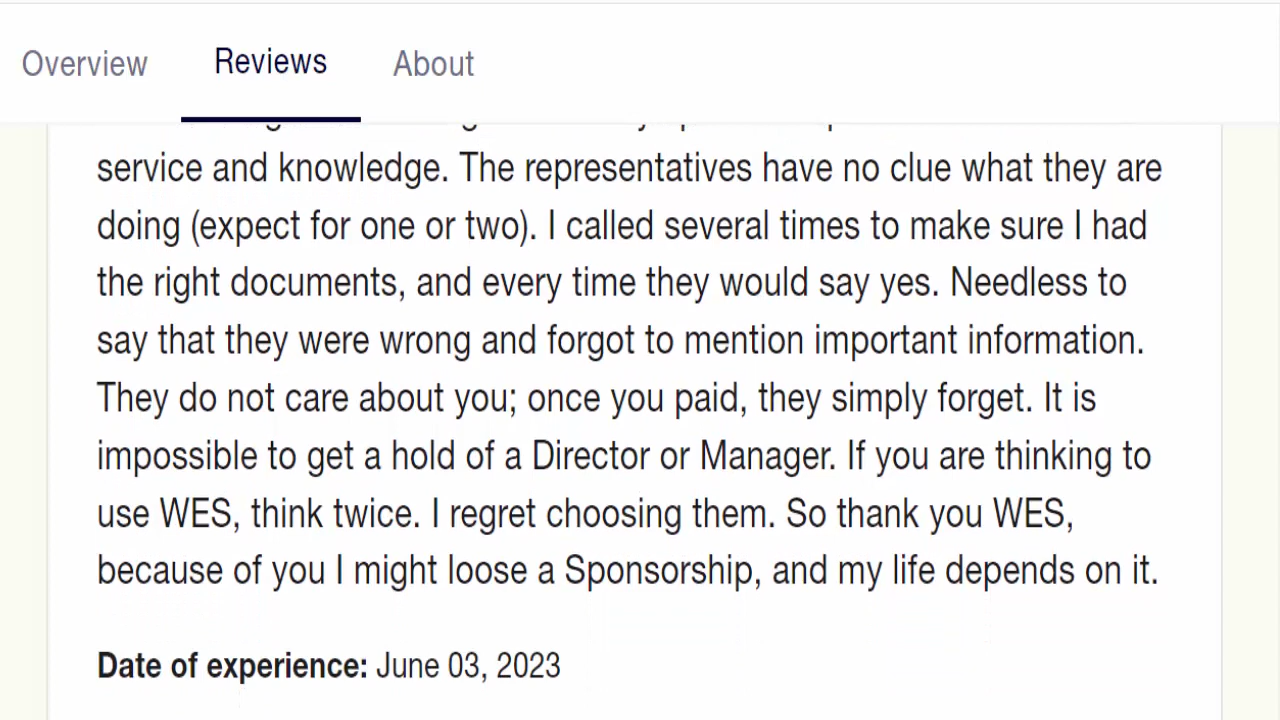 Overview Reviews About
service and knowledge. The representatives have no clue what they are
doing (expect for one or two). I called several times to make sure I had
the right documents, and every time they would say yes. Needless to
say that they were wrong and forgot to mention important information.
They do not care about you; once you paid, they simply forget. It is
impossible to get a hold of a Director or Manager. If you are thinking to
use WES, think twice. I regret choosing them. So thank you WES,
because of you I might loose a Sponsorship, and my life depends on it.
Date of experience: June 03, 2023